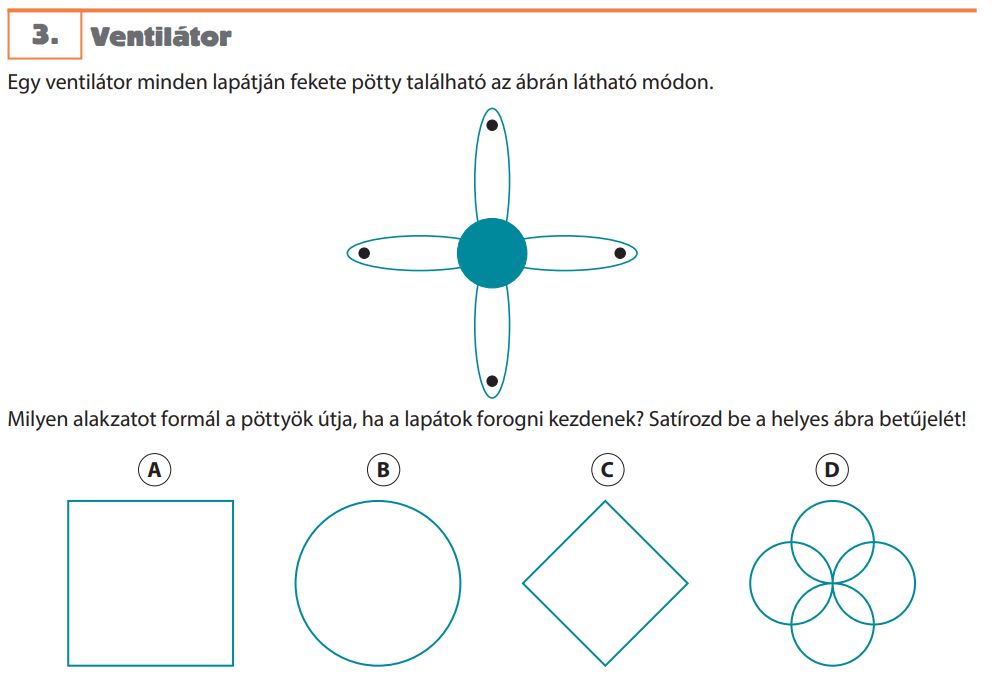 3. Ventilátor
Egy ventilátor minden lapátján fekete pötty található az ábrán látható módon.
Milyen alakzatot formál a pöttyök útja, ha a lapátok forogni kezdenek? Satírozd be a helyes ábra betűjelét!
A B C D